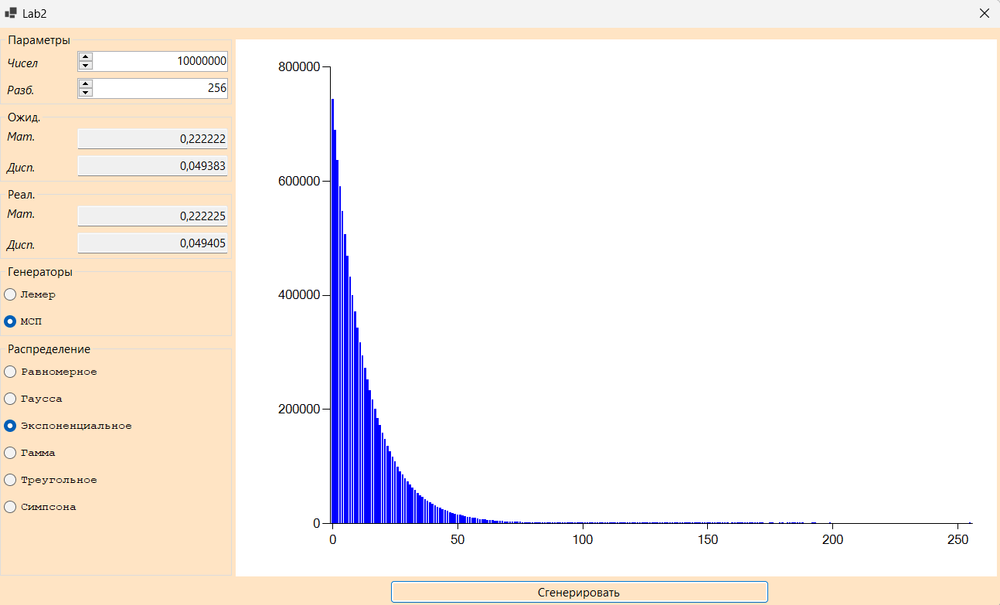 Lab2
Параметры
Чисел 10000000
Разб. 256
Ожид.
Мат. 0,222222
Дисп. 0,049383
Реал.
Мат. 0,222225
Дисп. 0,049405
Генераторы
Лемер
МСП
Распределение
Равномерное
Гаусса
Экспоненциальное
Гамма
Треугольное
Симпсона
800000
600000
400000
200000
0
0 50 100 150 200 250
Сгенерировать